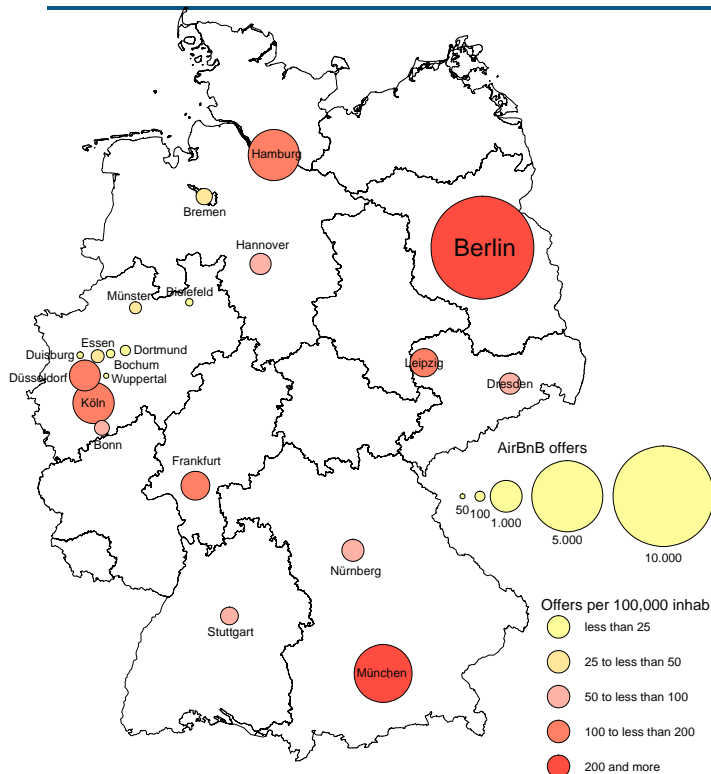 Hamburg
Bremen
Berlin
Hannover
Münster
Bislefeld
Essen
Dortmund
Duisburg
Bochum
Düsseldorf
Wuppertal
Köln
Bonn
Leipzig
Dresden
Frankfurt
Nürnberg
Stuttgart
München
AirBnB offers
50
100
1.000
5.000
10.000
Offers per 100,000 inhab
less than 25
25 to less than 50
50 to less than 100
100 to less than 200
200 and more